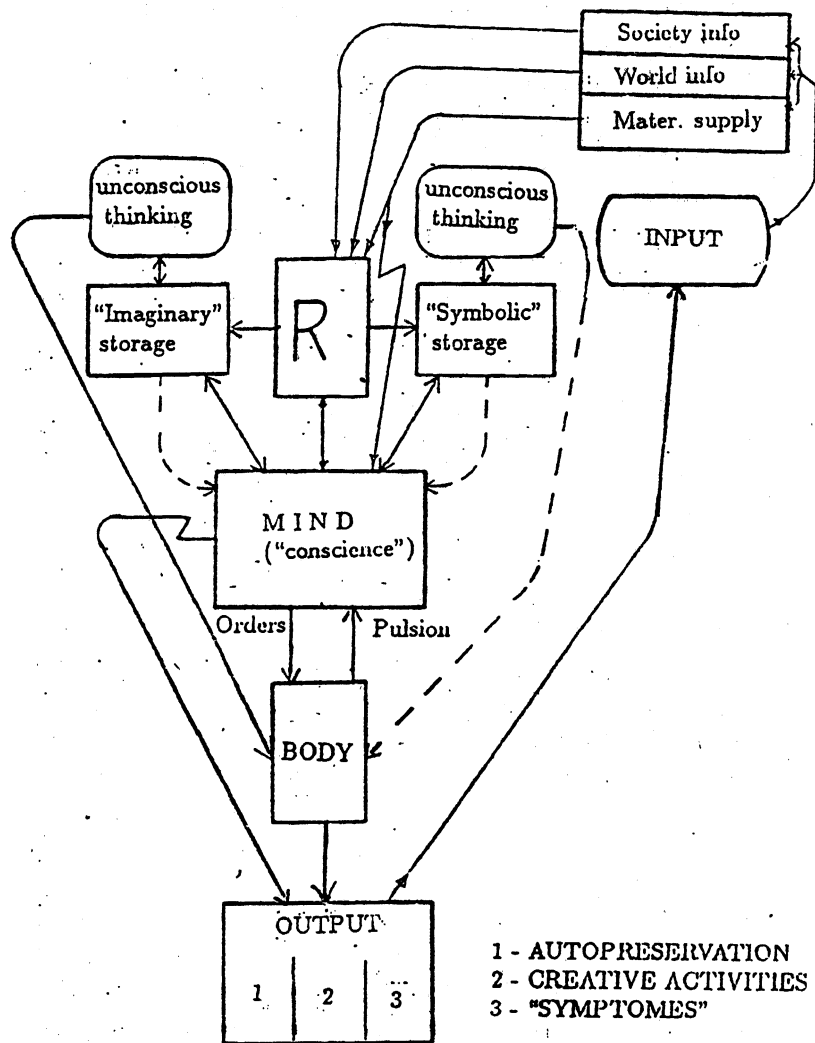 Society info
World info
Mater. supply
unconscious
thinking
unconscious
thinking
INPUT
"Imaginary"
storage
R
"Symbolic"
storage
MIND
("conscience")
Orders
Pulsion
BODY
OUTPUT
1
2
3
1 - AUTOPRESERVATION
2 - CREATIVE ACTIVITIES
3 - "SYMPTOMES"